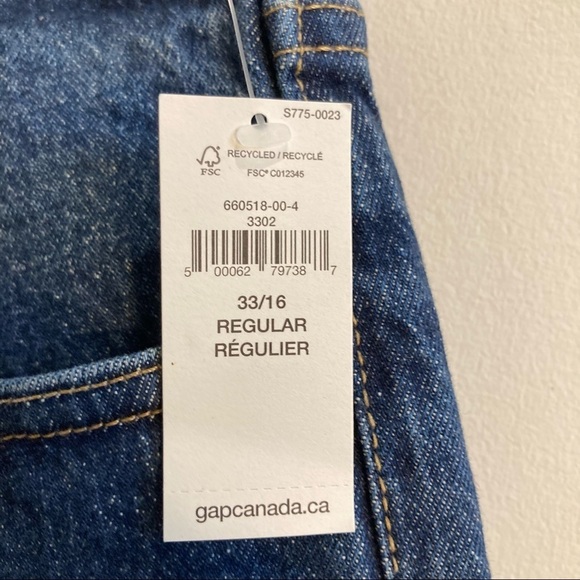 S775-0023
RECYCLED / RECYCLÉ
FSC
FSC® C012345
660518-00-4
3302
5 00062 79738 7
33/16
REGULAR
RÉGULIER
gapcanada.ca